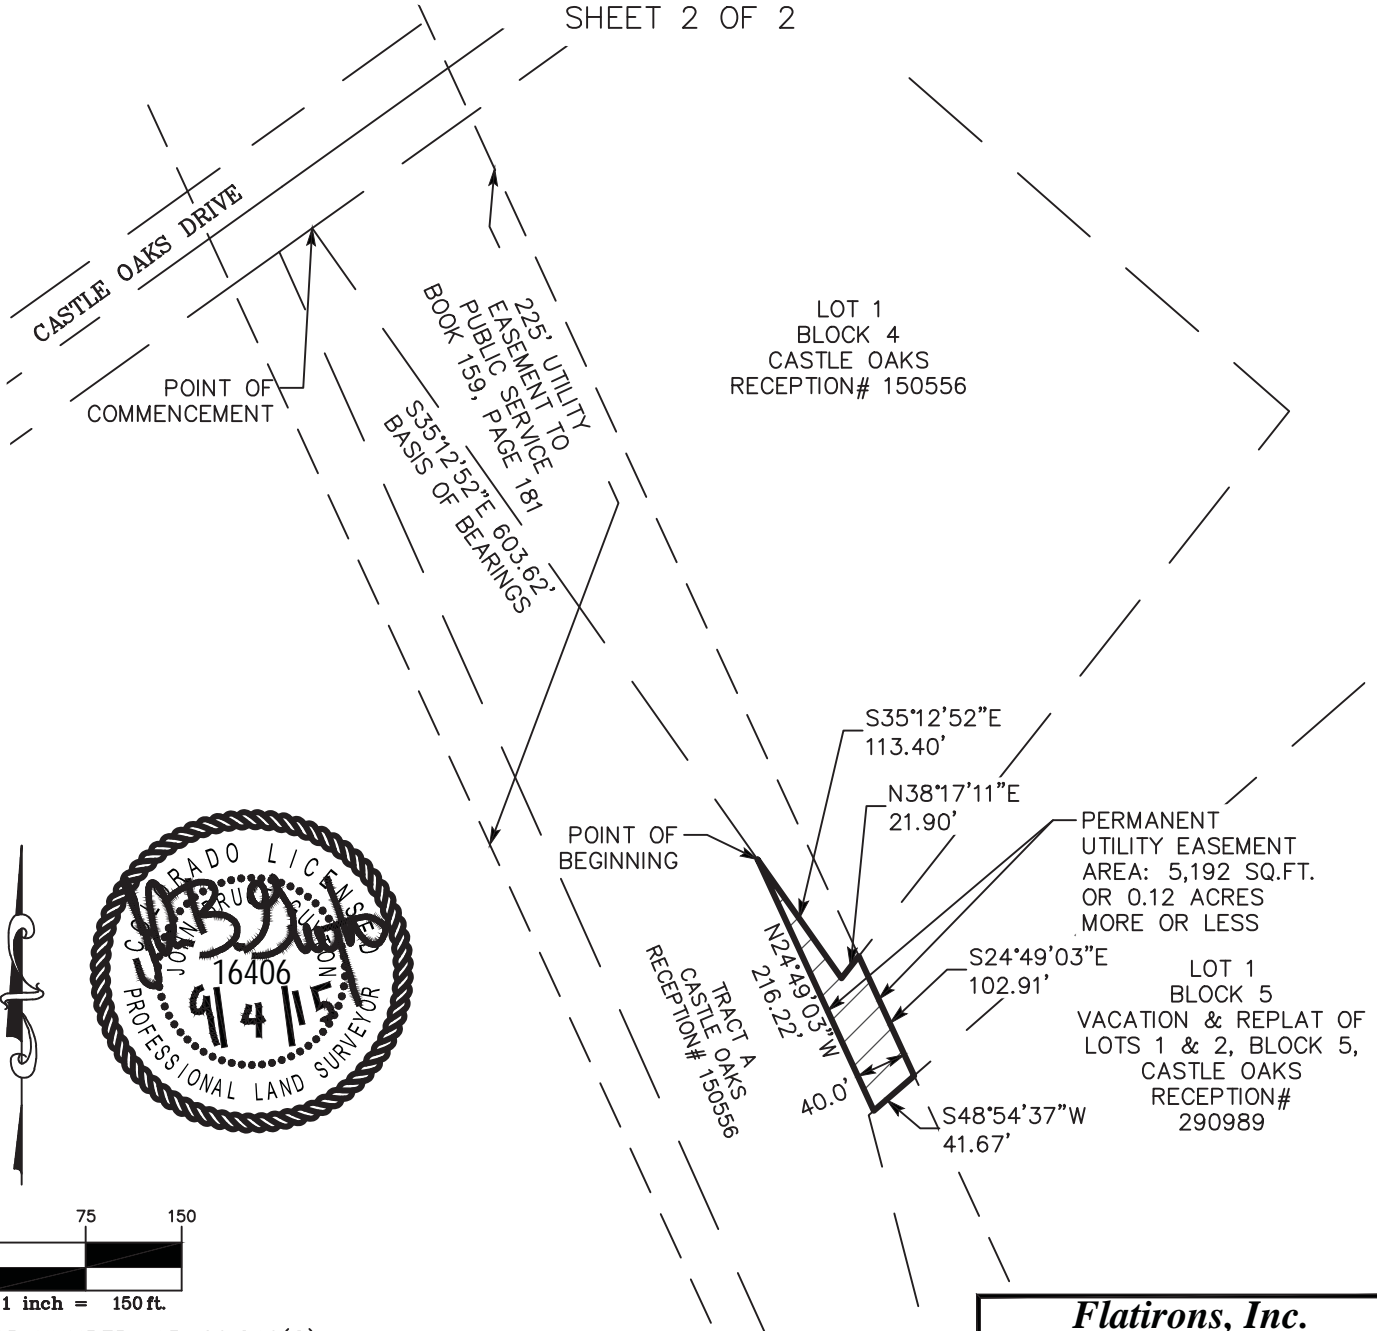 SHEET 2 OF 2
CASTLE OAKS DRIVE
POINT OF
COMMENCEMENT
225' UTILITY
EASEMENT TO
PUBLIC SERVICE
BOOK 159, PAGE 181
S35°12'52"E 603.62'
BASIS OF BEARINGS
LOT 1
BLOCK 4
CASTLE OAKS
RECEPTION# 150556
S35°12'52"E
113.40'
N38°17'11"E
21.90'
POINT OF
BEGINNING
PERMANENT
UTILITY EASEMENT
AREA: 5,192 SQ.FT.
OR 0.12 ACRES
MORE OR LESS
N24°49'03"W
216.22'
S24°49'03"E
102.91'
TRACT A
CASTLE OAKS
RECEPTION# 150556
40.0'
S48°54'37"W
41.67'
LOT 1
BLOCK 5
VACATION & REPLAT OF
LOTS 1 & 2, BLOCK 5,
CASTLE OAKS
RECEPTION#
290989
COLORADO LICENSED
16406
9/4/15
PROFESSIONAL LAND SURVEYOR
75 150
1 inch = 150 ft.
Flatirons, Inc.